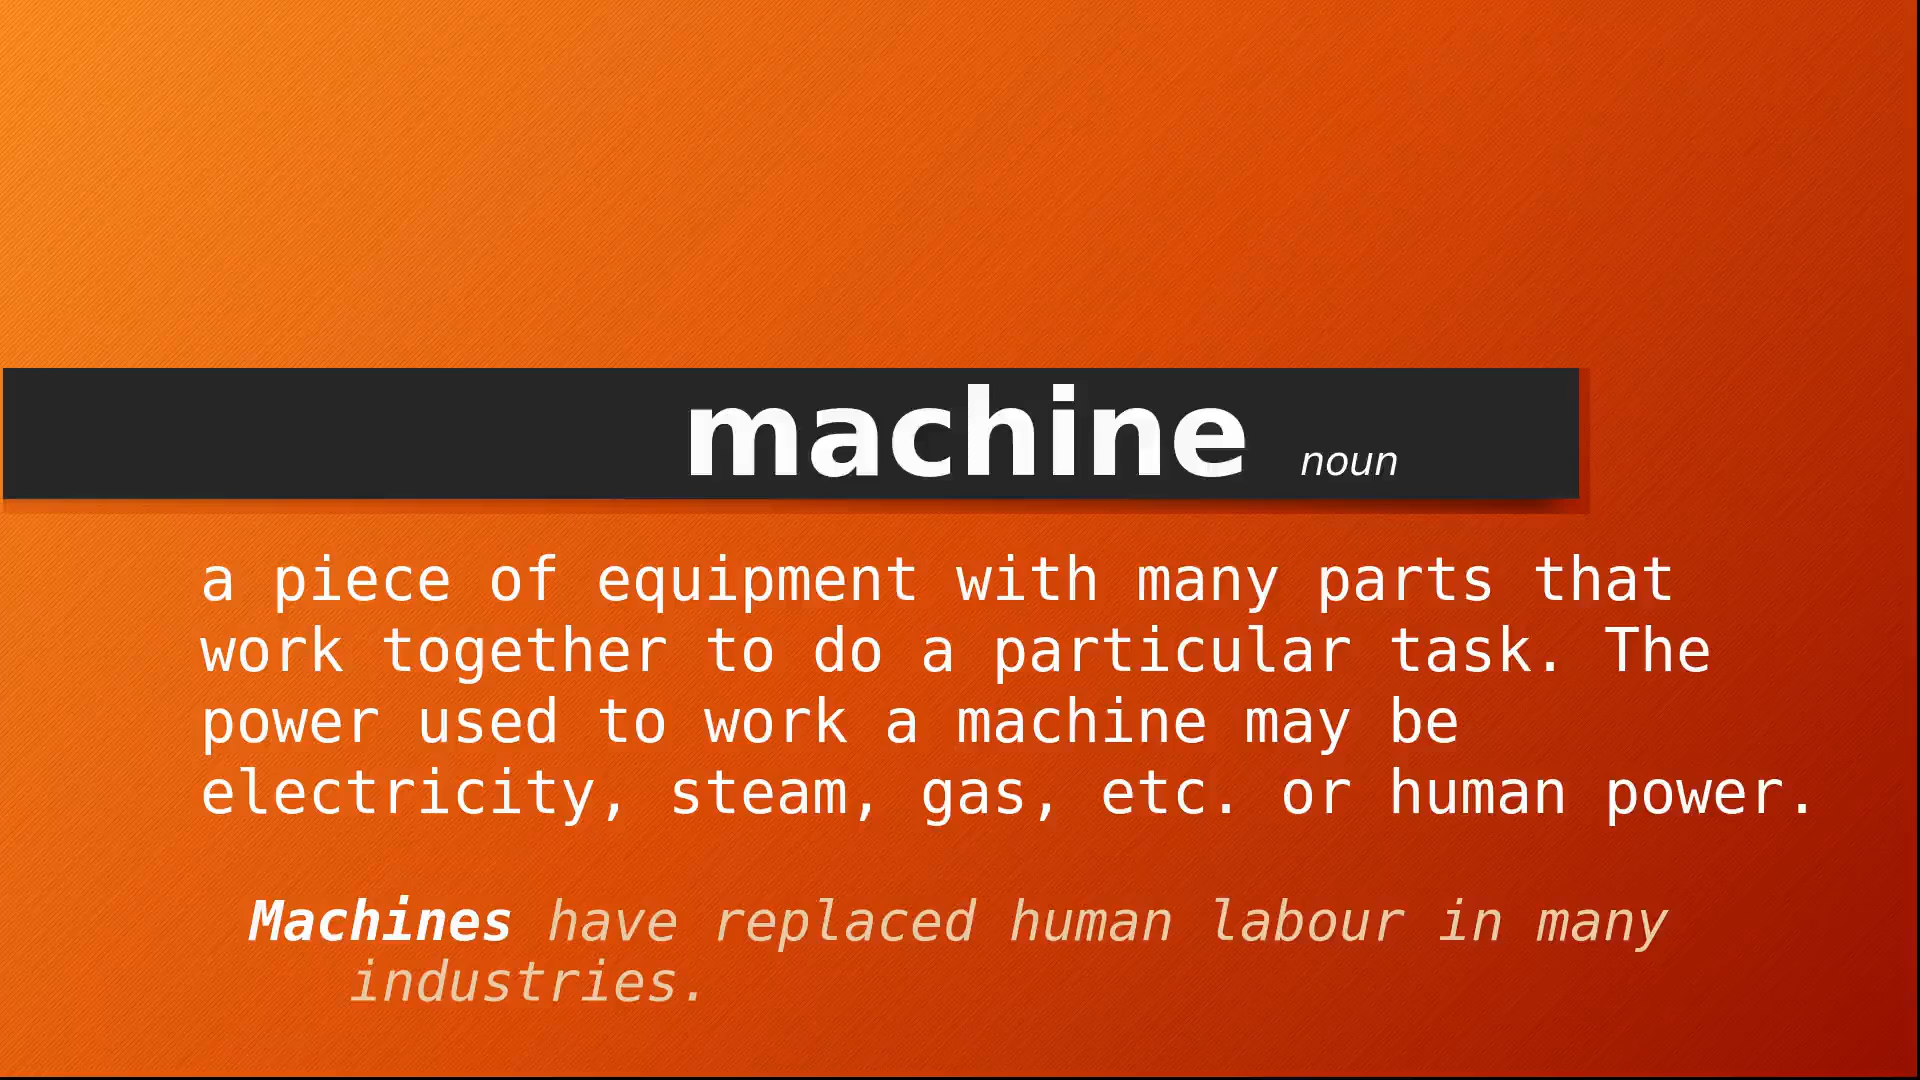 machine noun
a piece of equipment with many parts that
work together to do a particular task. The
power used to work a machine may be
electricity, steam, gas, etc. or human power.
Machines have replaced human labour in many
industries.